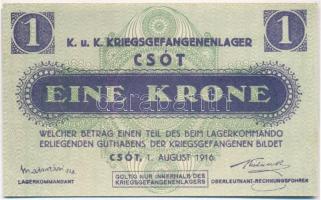 1 K. u. K. KRIEGSGEFANGENENLAGER 1
CSÓT
EINE KRONE
WELCHER BETRAG EINEN TEIL DES BEIM LAGERKOMMANDO
ERLIEGENDEN GUTHABENS DER KRIEGSGEFANGENEN BILDET
CSÓT, 1. AUGUST 1916.
LAGERKOMMANDANT
GÜLTIG NUR INNERHALB DES
KRIEGSGEFANGENENLAGERS
OBERLEUTNANT-RECHNUNGSFÜHRER